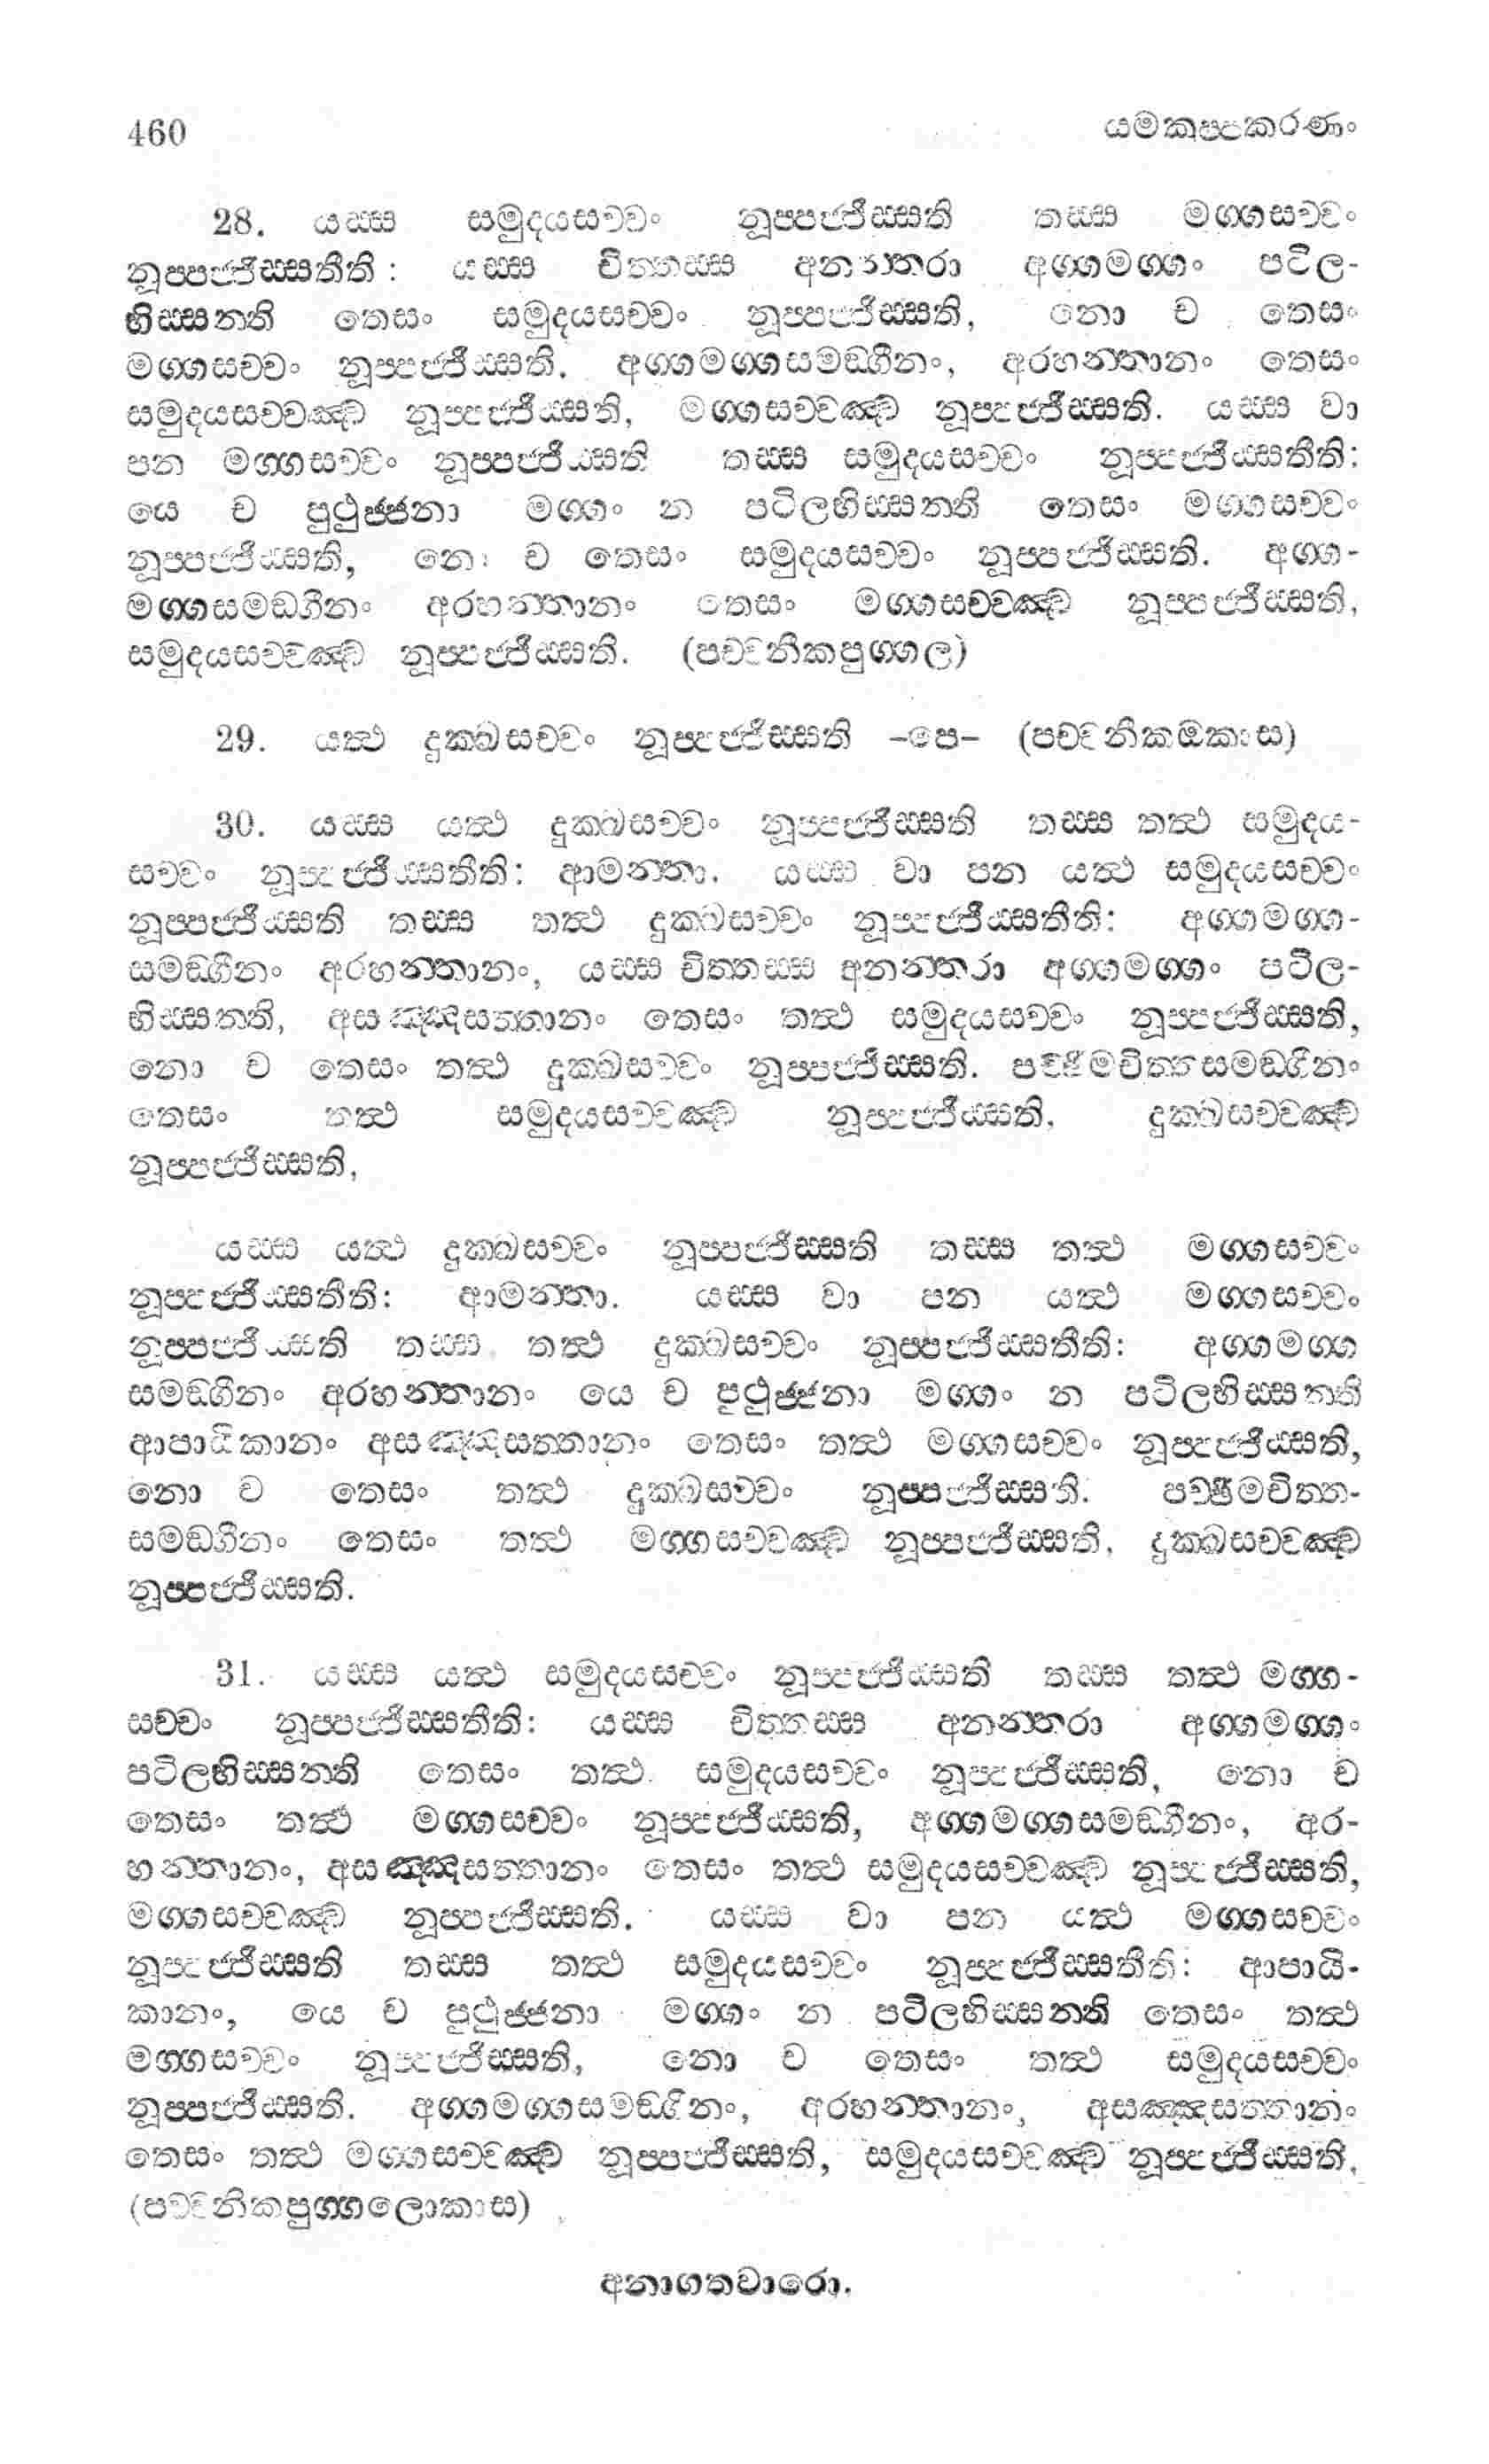 460 යමකප්පකරණං
28. යස්ස සමුදයසච්චං නූප්පජ්ජිස්සති තස්ස මග්ගසච්චං
නූප්පජ්ජිස්සතීති: යස්ස චිත්තස්ස අනන්තරා අග්ගමග්ගං පටිල-
භිස්සන්ති තෙසං සමුදයසච්චං නූප්පජ්ජිස්සති, නො ච තෙසං
මග්ගසච්චං නූප්පජ්ජිස්සති. අග්ගමග්ගසමඞ්ගීනං, අරහන්තානං තෙසං
සමුදයසච්චඤ්ච නූප්පජ්ජිස්සති, මග්ගසච්චඤ්ච නූප්පජ්ජිස්සති. යස්ස වා
පන මග්ගසච්චං නූප්පජ්ජිස්සති තස්ස සමුදයසච්චං නූප්පජ්ජිස්සතීති:
යෙ ච පුථුජ්ජනා මග්ගං න පටිලභිස්සන්ති තෙසං මග්ගසච්චං
නූප්පජ්ජිස්සති, නො ච තෙසං සමුදයසච්චං නූප්පජ්ජිස්සති. අග්ග-
මග්ගසමඞ්ගීනං අරහන්තානං තෙසං මග්ගසච්චඤ්ච නූප්පජ්ජිස්සති,
සමුදයසච්චඤ්ච නූප්පජ්ජිස්සති. (පච්චනීකපුග්ගල)
29. යත්ථ දුක්ඛසච්චං නූප්පජ්ජිස්සති -පෙ- (පච්චනීකඔකාස)
30. යස්ස යත්ථ දුක්ඛසච්චං නූප්පජ්ජිස්සති තස්ස තත්ථ සමුදය-
සච්චං නූප්පජ්ජිස්සතීති: ආමන්තා. යස්ස වා පන යත්ථ සමුදයසච්චං
නූප්පජ්ජිස්සති තස්ස තත්ථ දුක්ඛසච්චං නූප්පජ්ජිස්සතීති: අග්ගමග්ග-
සමඞ්ගීනං අරහන්තානං, යස්ස චිත්තස්ස අනන්තරා අග්ගමග්ගං පටිල-
භිස්සන්ති, අසඤ්ඤසත්තානං තෙසං තත්ථ සමුදයසච්චං නූප්පජ්ජිස්සති,
නො ච තෙසං තත්ථ දුක්ඛසච්චං නූප්පජ්ජිස්සති. පච්ඡිමචිත්තසමඞ්ගීනං
තෙසං තත්ථ සමුදයසච්චඤ්ච නූප්පජ්ජිස්සති, දුක්ඛසච්චඤ්ච
නූප්පජ්ජිස්සති,
යස්ස යත්ථ දුක්ඛසච්චං නූප්පජ්ජිස්සති තස්ස තත්ථ මග්ගසච්චං
නූප්පජ්ජිස්සතීති: ආමන්තා. යස්ස වා පන යත්ථ මග්ගසච්චං
නූප්පජ්ජිස්සති තස්ස තත්ථ දුක්ඛසච්චං නූප්පජ්ජිස්සතීති: අග්ගමග්ග
සමඞ්ගීනං අරහන්තානං යෙ ච පුථුජ්ජනා මග්ගං න පටිලභිස්සන්ති
ආපායිකානං අසඤ්ඤසත්තානං තෙසං තත්ථ මග්ගසච්චං නූප්පජ්ජිස්සති,
නො ච තෙසං තත්ථ දුක්ඛසච්චං නූප්පජ්ජිස්සති. පච්ඡිමචිත්ත-
සමඞ්ගීනං තෙසං තත්ථ මග්ගසච්චඤ්ච නූප්පජ්ජිස්සති, දුක්ඛසච්චඤ්ච
නූප්පජ්ජිස්සති.
31. යස්ස යත්ථ සමුදයසච්චං නූප්පජ්ජිස්සති තස්ස තත්ථ මග්ග-
සච්චං නූප්පජ්ජිස්සතීති: යස්ස චිත්තස්ස අනන්තරා අග්ගමග්ගං
පටිලභිස්සන්ති තෙසං තත්ථ සමුදයසච්චං නූප්පජ්ජිස්සති, නො ච
තෙසං තත්ථ මග්ගසච්චං නූප්පජ්ජිස්සති, අග්ගමග්ගසමඞ්ගීනං, අර-
හන්තානං, අසඤ්ඤසත්තානං තෙසං තත්ථ සමුදයසච්චඤ්ච නූප්පජ්ජිස්සති,
මග්ගසච්චඤ්ච නූප්පජ්ජිස්සති. යස්ස වා පන යත්ථ මග්ගසච්චං
නූප්පජ්ජිස්සති තස්ස තත්ථ සමුදයසච්චං නූප්පජ්ජිස්සතීති: ආපායි-
කානං, යෙ ච පුථුජ්ජනා මග්ගං න පටිලභිස්සන්ති තෙසං තත්ථ
මග්ගසච්චං නූප්පජ්ජිස්සති, නො ච තෙසං තත්ථ සමුදයසච්චං
නූප්පජ්ජිස්සති. අග්ගමග්ගසමඞ්ගීනං, අරහන්තානං, අසඤ්ඤසත්තානං
තෙසං තත්ථ මග්ගසච්චඤ්ච නූප්පජ්ජිස්සති, සමුදයසච්චඤ්ච නූප්පජ්ජිස්සති,
(පච්චනිකපුග්ගලොකාස)
අනාගතවාරො.